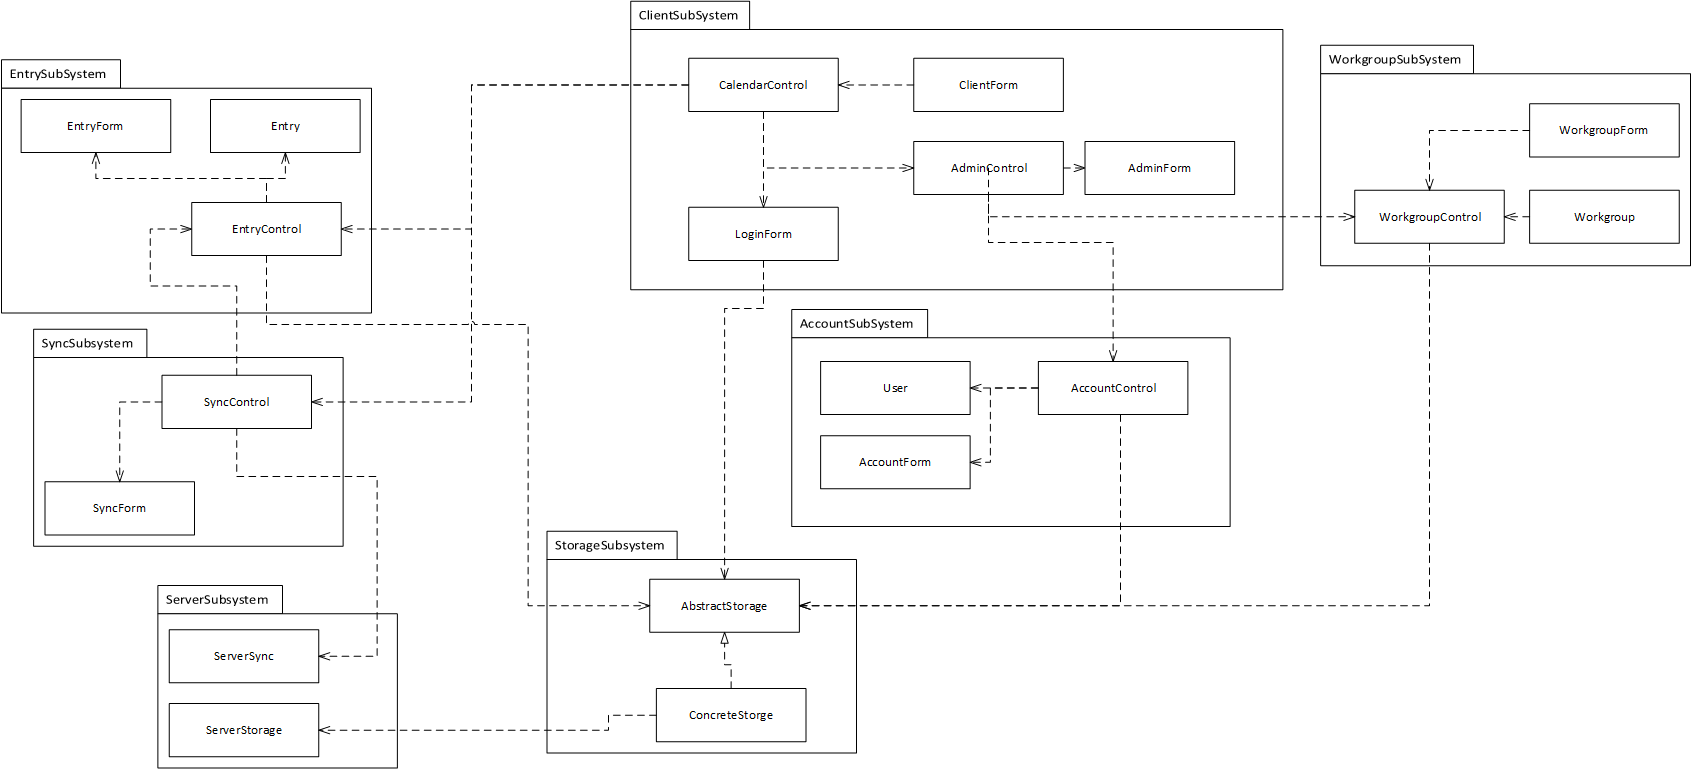 ClientSubSystem
CalendarControl
ClientForm
AdminControl
AdminForm
LoginForm
EntrySubSystem
EntryForm
Entry
EntryControl
WorkgroupSubSystem
WorkgroupForm
WorkgroupControl
Workgroup
SyncSubsystem
SyncControl
SyncForm
AccountSubSystem
User
AccountControl
AccountForm
StorageSubsystem
AbstractStorage
ConcreteStorge
ServerSubsystem
ServerSync
ServerStorage